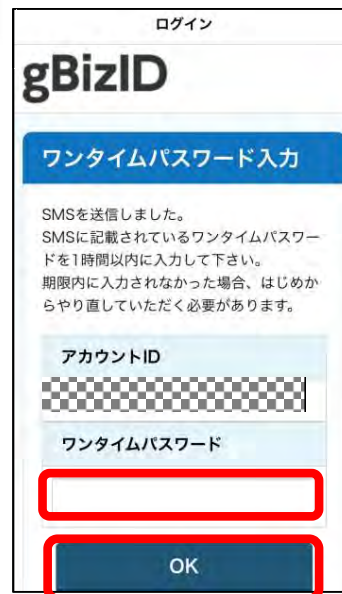 ログイン
gBizID
ワンタイムパスワード入力
SMSを送信しました。
SMSに記載されているワンタイムパスワー
ドを1時間以内に入力して下さい。
期限内に入力されなかった場合、はじめか
らやり直していただく必要があります。
アカウントID
ワンタイムパスワード
OK